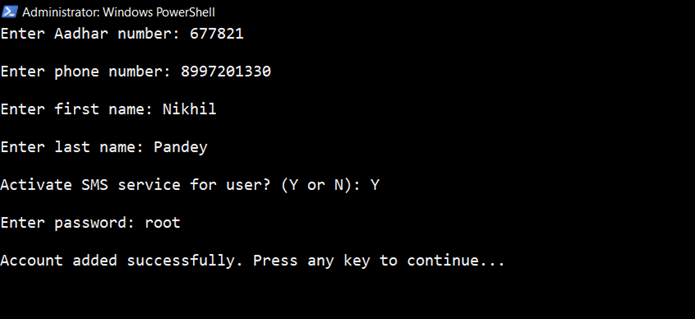 Administrator: Windows PowerShell
Enter Aadhar number: 677821
Enter phone number: 8997201330
Enter first name: Nikhil
Enter last name: Pandey
Activate SMS service for user? (Y or N): Y
Enter password: root
Account added successfully. Press any key to continue...